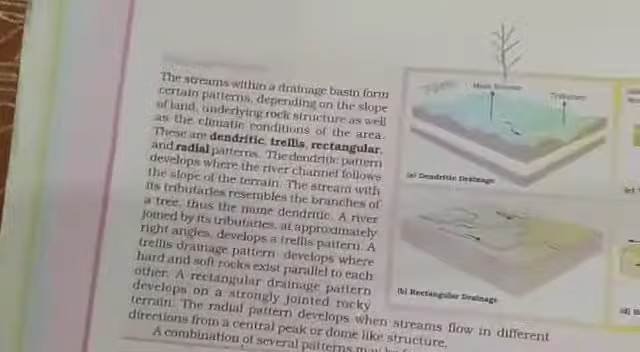 The streams within a drainage basin form
certain patterns, depending on the slope
of land, underlying rock structure as well
as the climatic conditions of the area.
These are dendritic, trellis, rectangular,
and radial patterns. The dendritic pattern
develops where the river channel follows
the slope of the terrain. The stream with
its tributaries resembles the branches of
a tree, thus the name dendritic. A river
joined by its tributaries, at approximately
right angles, develops a trellis pattern. A
trellis drainage pattern develops where
hard and soft rocks exist parallel to each
other. A rectangular drainage pattern
develops on a strongly jointed rocky
terrain. The radial pattern develops when streams flow in different
directions from a central peak or dome like structure.
A combination of several patterns may be
Tributary
(a) Dendritic Drainage
(b) Rectangular Drainage